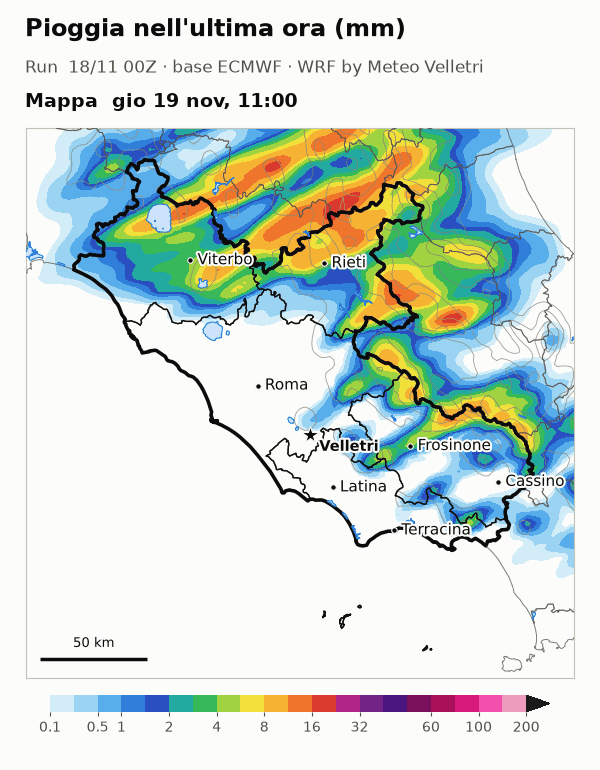 Pioggia nell'ultima ora (mm)
Run  18/11 00Z · base ECMWF · WRF by Meteo Velletri
Mappa  gio 19 nov, 11:00
Viterbo
Rieti
Roma
Velletri
Frosinone
Cassino
Latina
Terracina
50 km
0.1 0.5 1 2 4 8 16 32 60 100 200